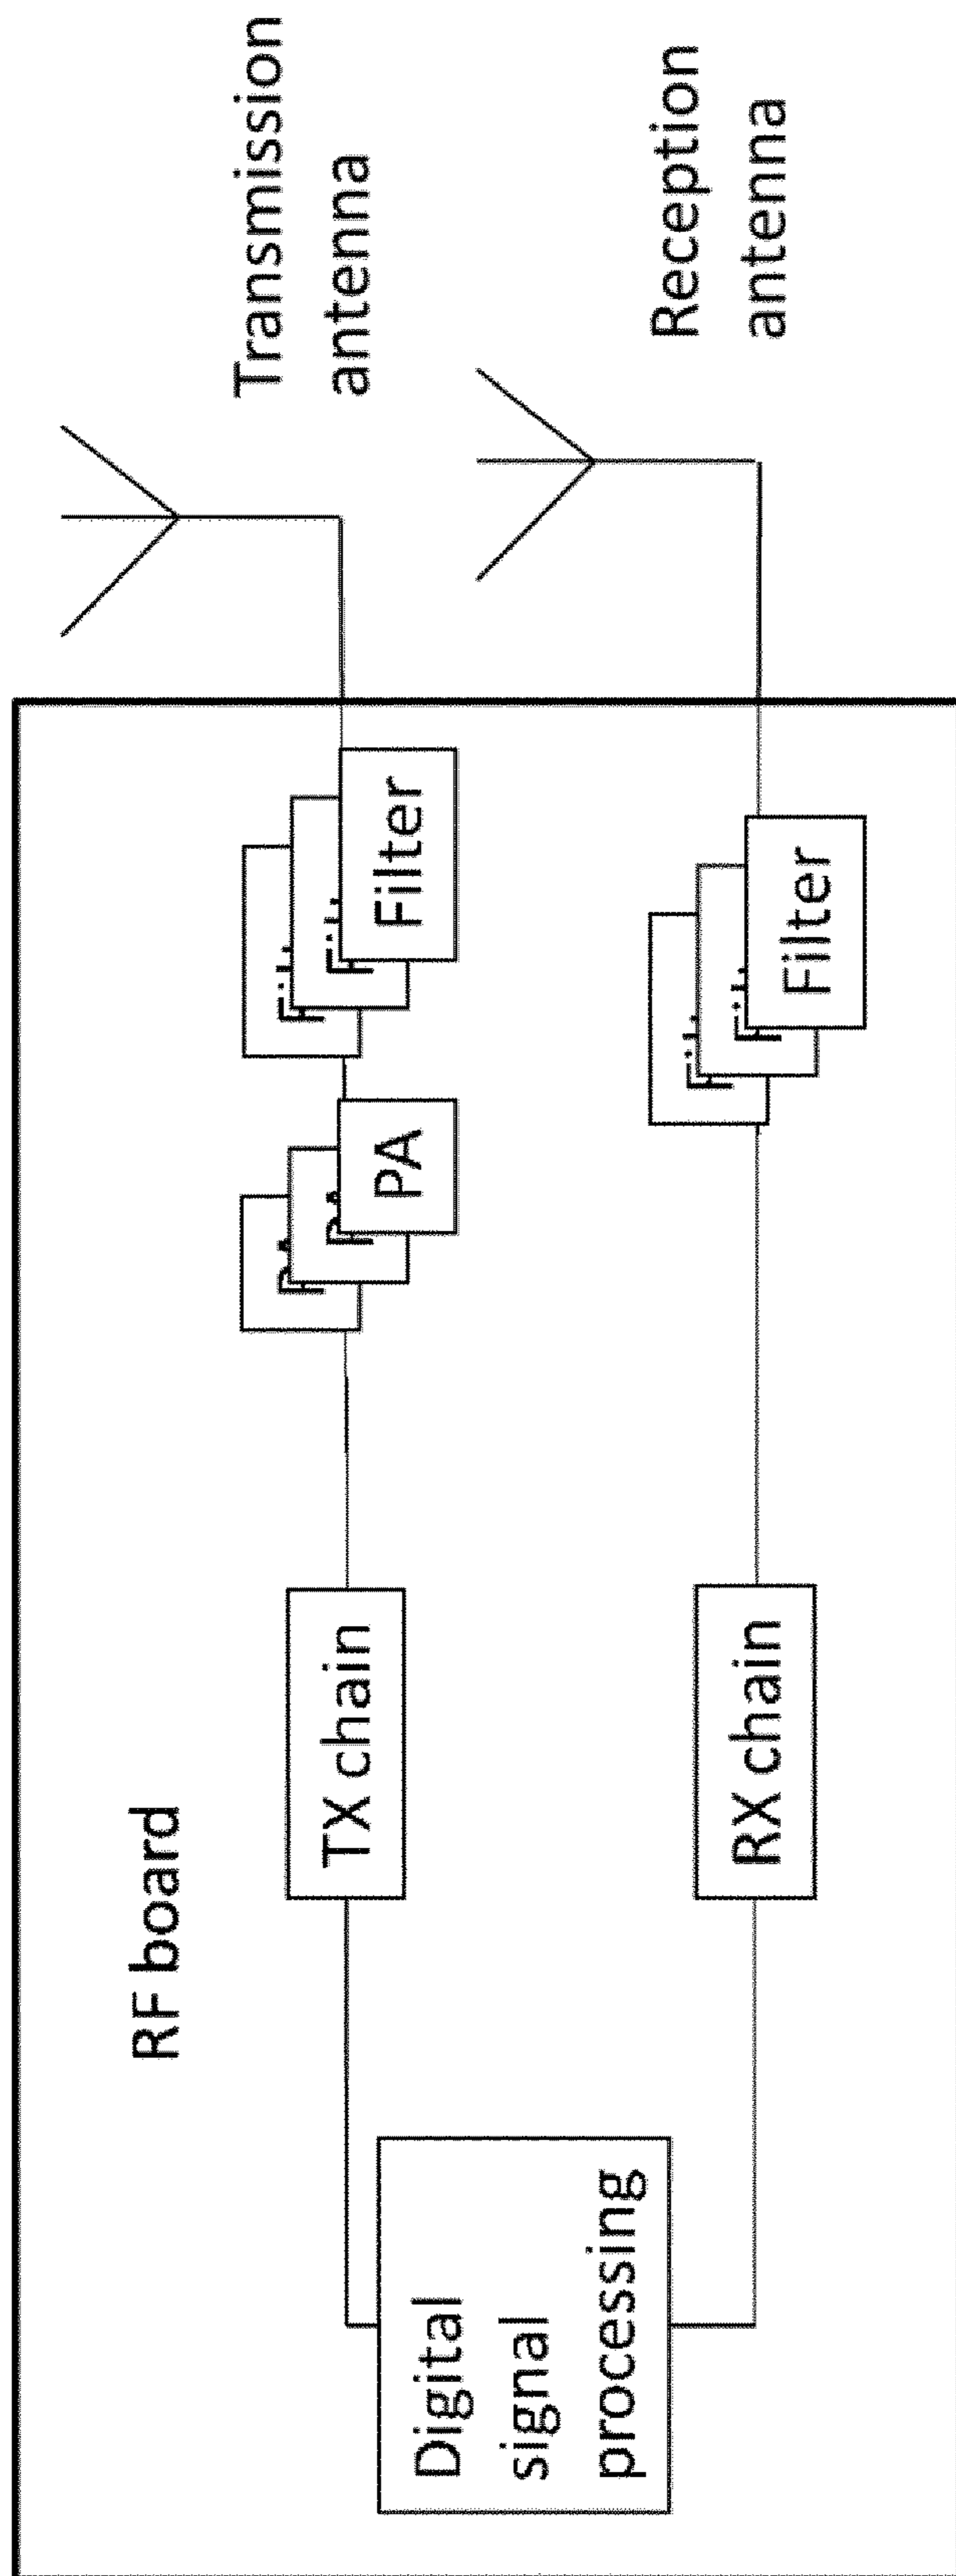 RF board
Digital
signal
processing
TX chain
PA
Filter
Transmission
antenna
RX chain
Filter
Reception
antenna